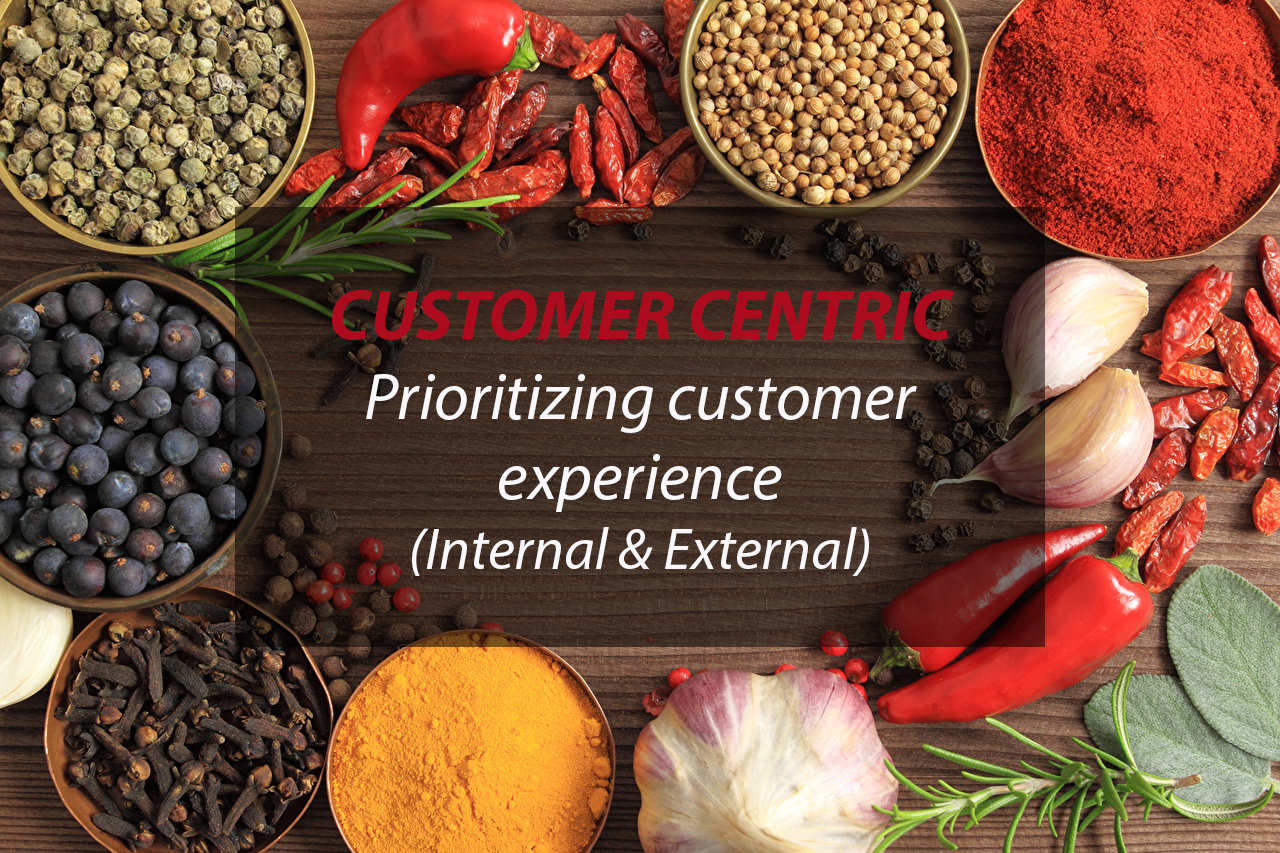 CUSTOMER CENTRIC
Prioritizing customer
experience
(Internal & External)